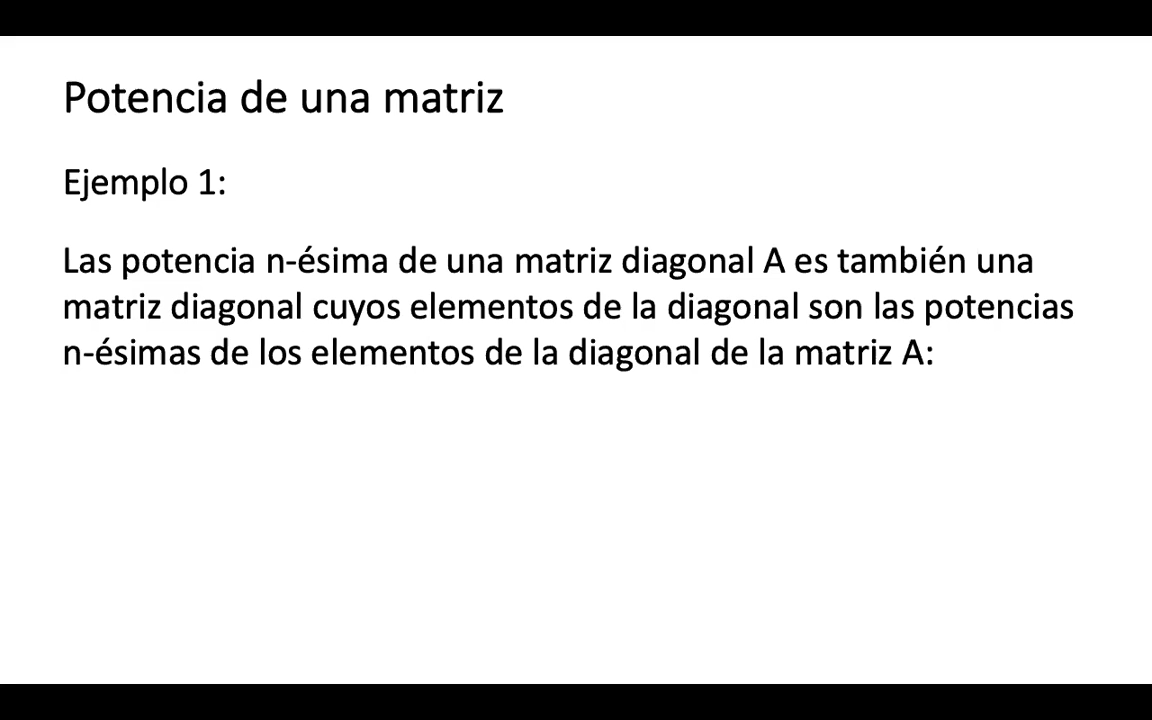 Potencia de una matriz
Ejemplo 1:
Las potencia n-ésima de una matriz diagonal A es también una
matriz diagonal cuyos elementos de la diagonal son las potencias
n-ésimas de los elementos de la diagonal de la matriz A: